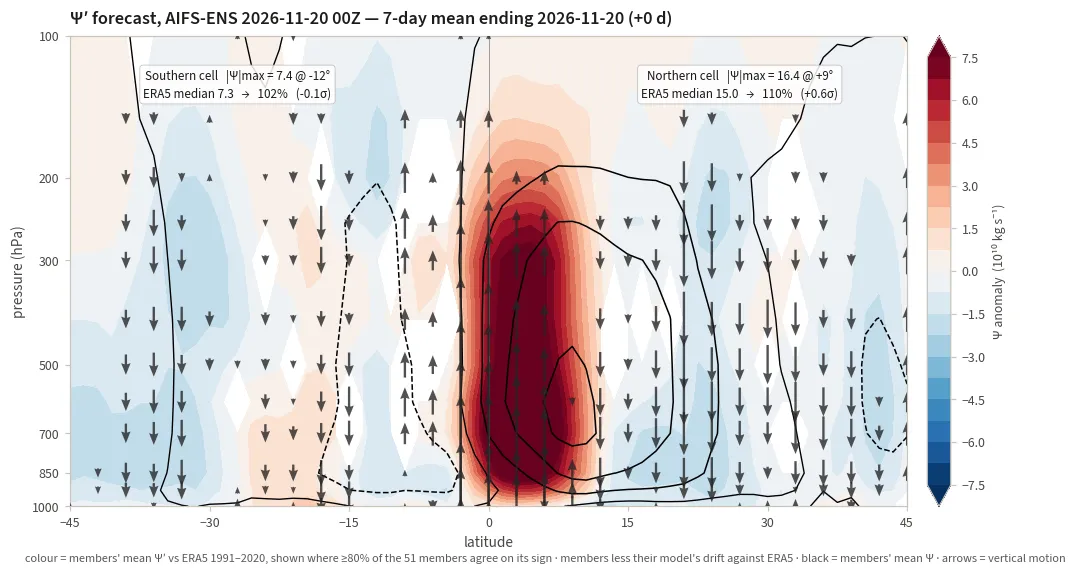 Ψ′ forecast, AIFS-ENS 2026-11-20 00Z — 7-day mean ending 2026-11-20 (+0 d)
Southern cell |Ψ|max = 7.4 @ -12°
ERA5 median 7.3 → 102% (-0.1σ)
Northern cell |Ψ|max = 16.4 @ +9°
ERA5 median 15.0 → 110% (+0.6σ)
pressure (hPa)
100
200
300
400
500
700
850
1000
−45
−30
−15
0
15
30
45
latitude
7.5
6.0
4.5
3.0
1.5
0.0
−1.5
−3.0
−4.5
−6.0
−7.5
Ψ anomaly (10¹⁰ kg s⁻¹)
colour = members' mean Ψ′ vs ERA5 1991–2020, shown where ≥80% of the 51 members agree on its sign · members less their model's drift against ERA5 · black = members' mean Ψ · arrows = vertical motion